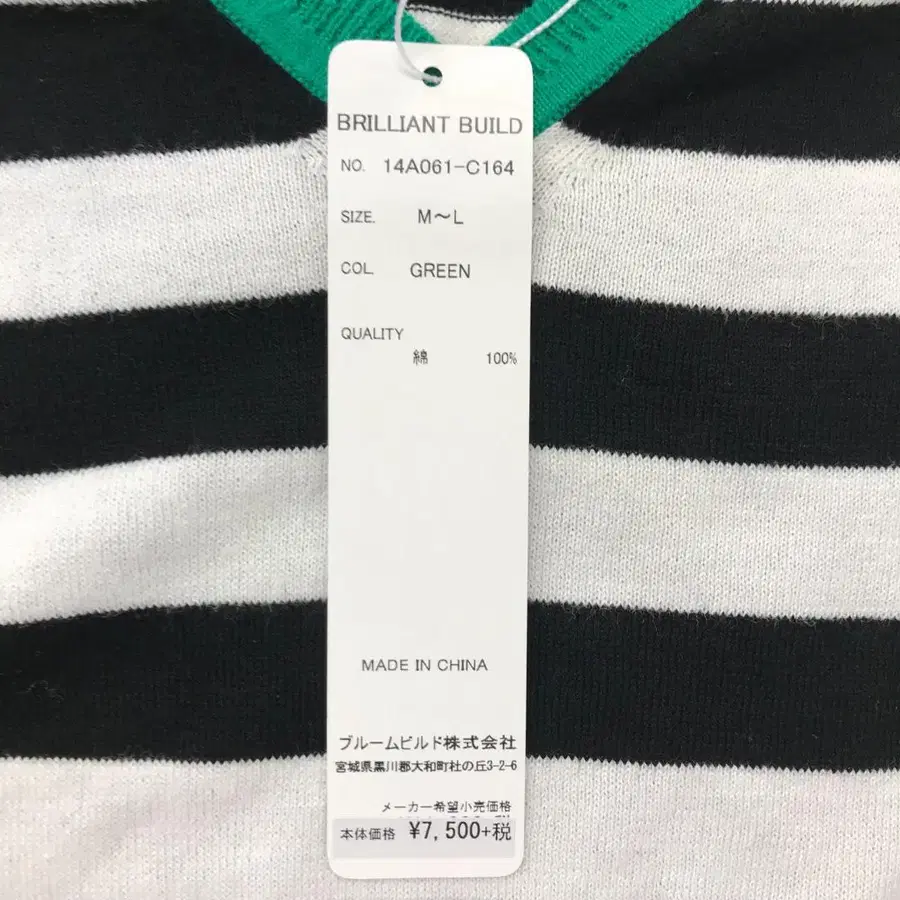 BRILLIANT BUILD
NO. 14A061-C164
SIZE. M～L
COL. GREEN
QUALITY
綿 100%
MADE IN CHINA
ブルームビルド株式会社
宮城県黒川郡大和町杜の丘3-2-6
メーカー希望小売価格
本体価格 ¥7,500+税